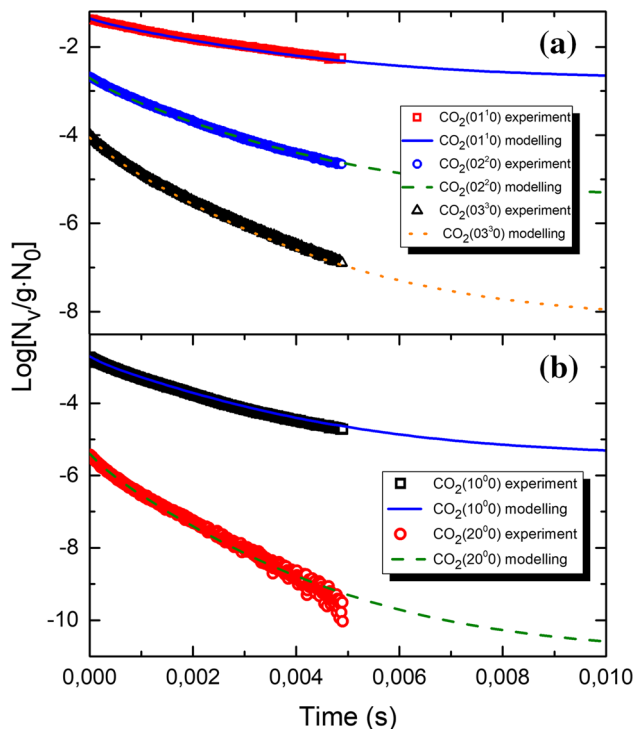 (a)
-2
-4
-6
-8
CO₂(01¹0) experiment
CO₂(01¹0) modelling
CO₂(02²0) experiment
CO₂(02²0) modelling
CO₂(03³0) experiment
CO₂(03³0) modelling
Log[Nᵥ/g·N₀]
(b)
-4
-6
-8
-10
CO₂(10⁰0) experiment
CO₂(10⁰0) modelling
CO₂(20⁰0) experiment
CO₂(20⁰0) modelling
0,000 0,002 0,004 0,006 0,008 0,010
Time (s)